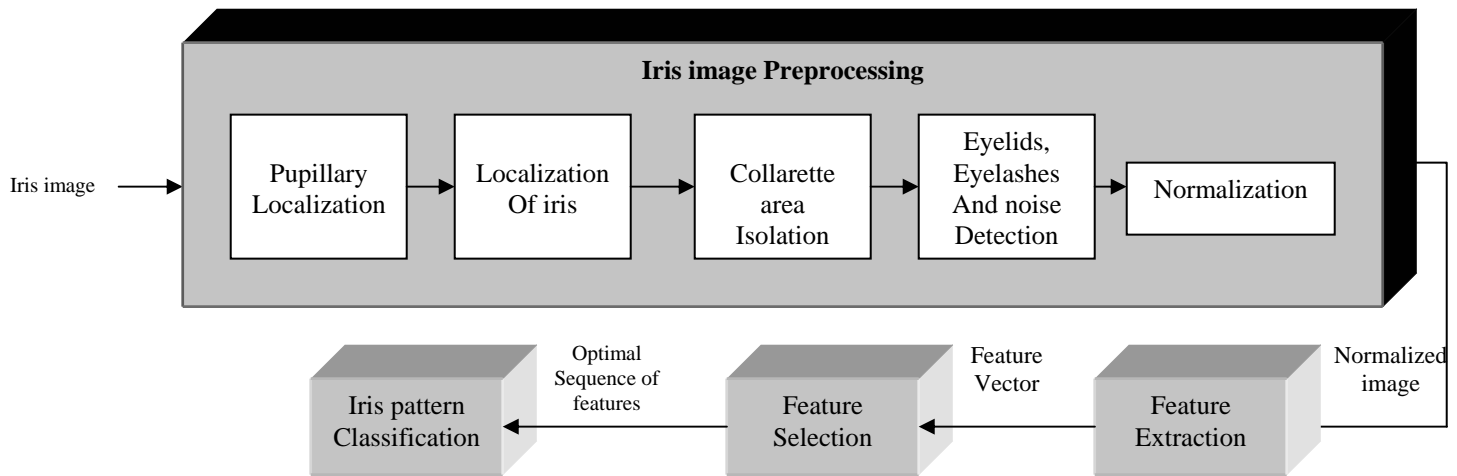 Iris image Preprocessing
Iris image
Pupillary
Localization
Localization
Of iris
Collarette
area
Isolation
Eyelids,
Eyelashes
And noise
Detection
Normalization
Normalized
image
Feature
Extraction
Feature
Vector
Feature
Selection
Optimal
Sequence of
features
Iris pattern
Classification